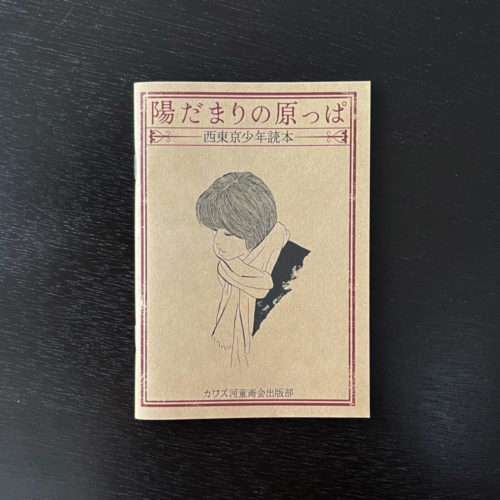 陽だまりの原っぱ
西東京少年読本
カワズ河童商会出版部